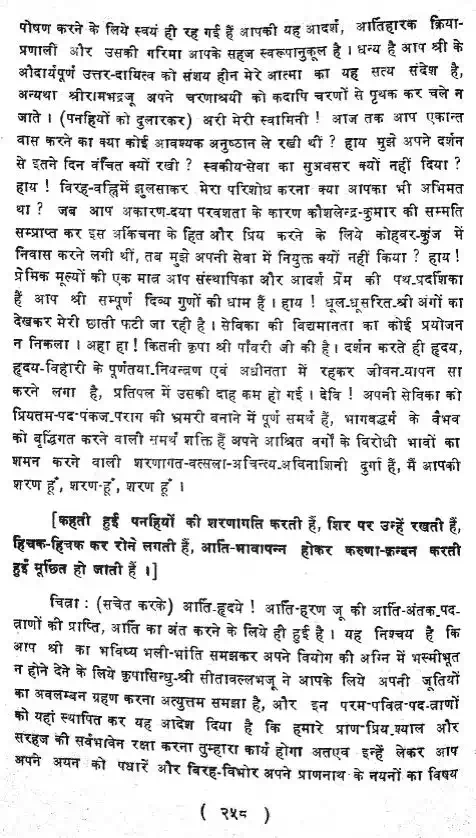 पोषण करने के लिये स्वयं ही रह गई हैं आपकी यह आदर्श, आर्तिहारक क्रिया-
प्रणाली और उसकी गरिमा आपके सहज स्वरूपानुकूल है । धन्य है आप श्री के
औदार्यपूर्ण उत्तर-दायित्व को संशय हीन मेरे आत्मा का यह सत्य संदेश है,
अन्यथा श्रीरामभद्रजू अपने चरणाश्रयी को कदापि चरणों से पृथक कर चले न
जाते । (पनहियों को दुलारकर) अरी मेरी स्वामिनी ! आज तक आप एकान्त
वास करने का क्या कोई आवश्यक अनुष्ठान ले रखी थीं ? हाय मुझे अपने दर्शन
से इतने दिन वंचित क्यों रखी ? स्वकीय-सेवा का सुअवसर क्यों नहीं दिया ?
हाय ! विरह-वह्निमें झुलसाकर मेरा परिशोध करना क्या आपका भी अभिमत
था ? जब आप अकारण-दया परवशता के कारण कौशलेन्द्र-कुमार की सम्मति
सम्प्राप्त कर इस अकिंचना के हित और प्रिय करने के लिये कोहवर-कुंज में
निवास करने लगी थीं, तब मुझे अपनी सेवा में नियुक्त क्यों नहीं किया ? हाय !
प्रेमिक मूल्यों की एक मात्र आप संस्थापिका और आदर्श प्रेम की पथ-प्रदर्शिका
हैं आप श्री सम्पूर्ण दिव्य गुणों की धाम हैं । हाय ! धूल-धूसरित-श्री अंगों का
देखकर मेरी छाती फटी जा रही है । सेविका की विद्यमानता का कोई प्रयोजन
न निकला । अहा हा ! कितनी कृपा श्री पाँवरी जी की है । दर्शन करते ही हृदय,
हृदय-विहारी के पूर्णतया-नियन्त्रण एवं अधीनता में रहकर जीवन-यापन सा
करने लगा है, प्रतिपल में उसकी दाह कम हो गई । देवि ! अपनी सेविका को
प्रियतम-पद-पंकज-पराग की भ्रमरी बनाने में पूर्ण समर्थ हैं, भागवद्धर्म के वैभव
को बृद्धिगत करने वाली समर्थ शक्ति हैं अपने आश्रित वर्गों के विरोधी भावों का
शमन करने वाली शरणागत-वत्सला-अचिन्त्य-अविनाशिनी दुर्गा हैं, मैं आपकी
शरण हूँ, शरण-हूँ, शरण हूँ ।
[कहती हुई पनहियों की शरणागति करती हैं, शिर पर उन्हें रखती हैं,
हिचक-हिचक कर रोने लगती हैं, आर्ति-भावापन्न होकर करुणा-क्रन्दन करती
हुई मूर्छित हो जाती हैं ।]
चित्रा : (सचेत करके) आर्ति-हृदये ! आर्ति-हरण जू की आर्ति-अंतक-पद-
त्राणों की प्राप्ति, आर्ति का अंत करने के लिये ही हुई है । यह निश्चय है कि
आप श्री का भविष्य भली-भांति समझकर अपने वियोग की अग्नि में भस्मीभूत
न होने देने के लिये कृपासिन्धु-श्री सीतावल्लभजू ने आपके लिये अपनी जूतियों
का अवलम्बन ग्रहण करना अत्युत्तम समझा है, और इन परम-पवित्र-पद-त्राणों
को यहां स्थापित कर यह आदेश दिया है कि हमारे प्राण-प्रिय-श्याल और
सरहज की सर्वभावेन रक्षा करना तुम्हारा कार्य होगा अतएव इन्हें लेकर आप
अपने अयन को पधारें और विरह-विभोर अपने प्राणनाथ के नयनों का विषय
( २५८ )